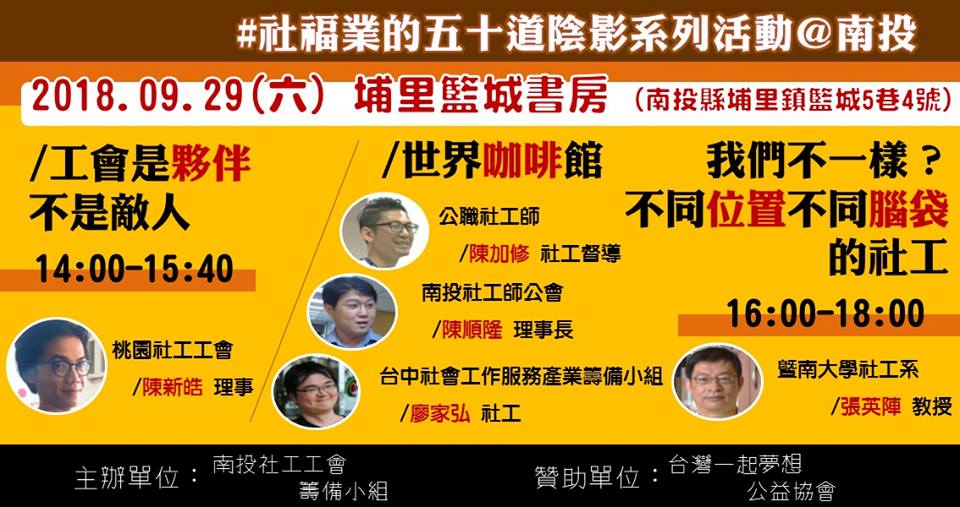 #社福業的五十道陰影系列活動@南投
2018.09.29(六) 埔里籃城書房 (南投縣埔里鎮籃城5巷4號)
/工會是夥伴
不是敵人
14:00-15:40
桃園社工工會
/陳新皓 理事
/世界咖啡館
公職社工師
/陳加修 社工督導
南投社工師公會
/陳順隆 理事長
台中社會工作服務產業籌備小組
/廖家弘 社工
我們不一樣？
不同位置不同腦袋
的社工
16:00-18:00
暨南大學社工系
/張英陣 教授
主辦單位：南投社工工會
籌備小組
贊助單位：台灣一起夢想
公益協會